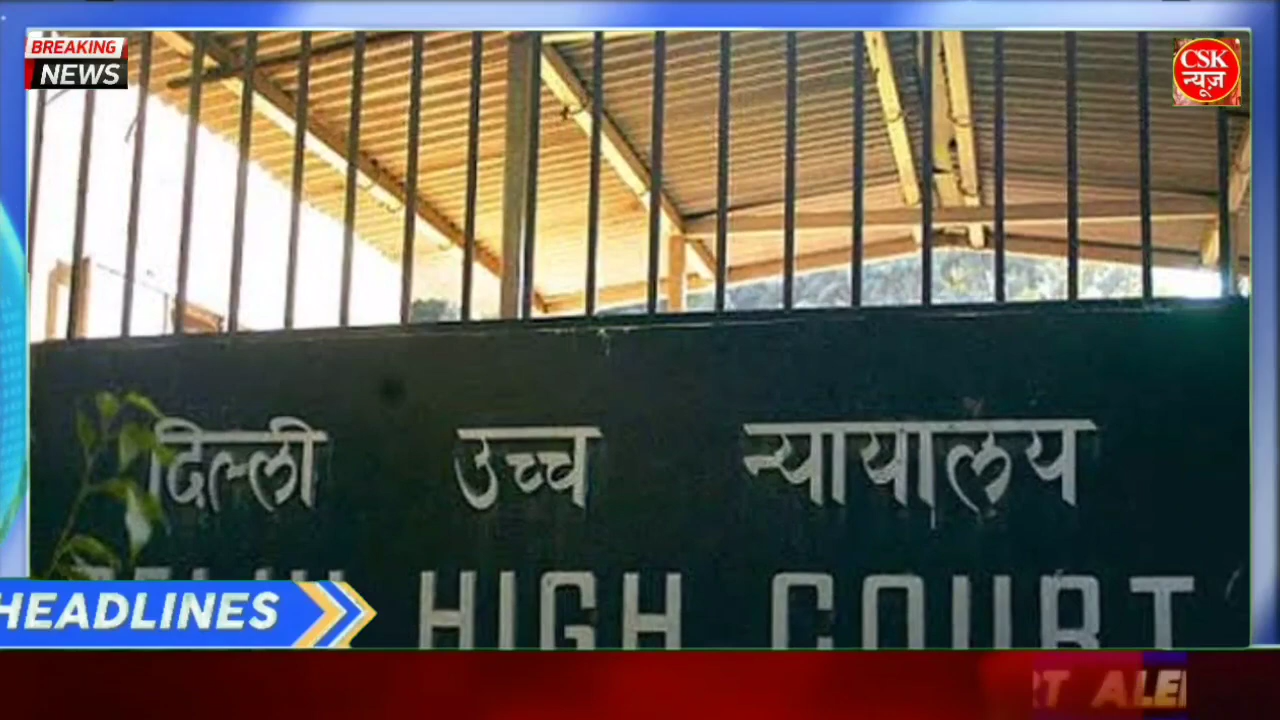 BREAKING
NEWS
CSK
न्यूज़
दिल्ली उच्च न्यायालय
HIGH COURT
HEADLINES